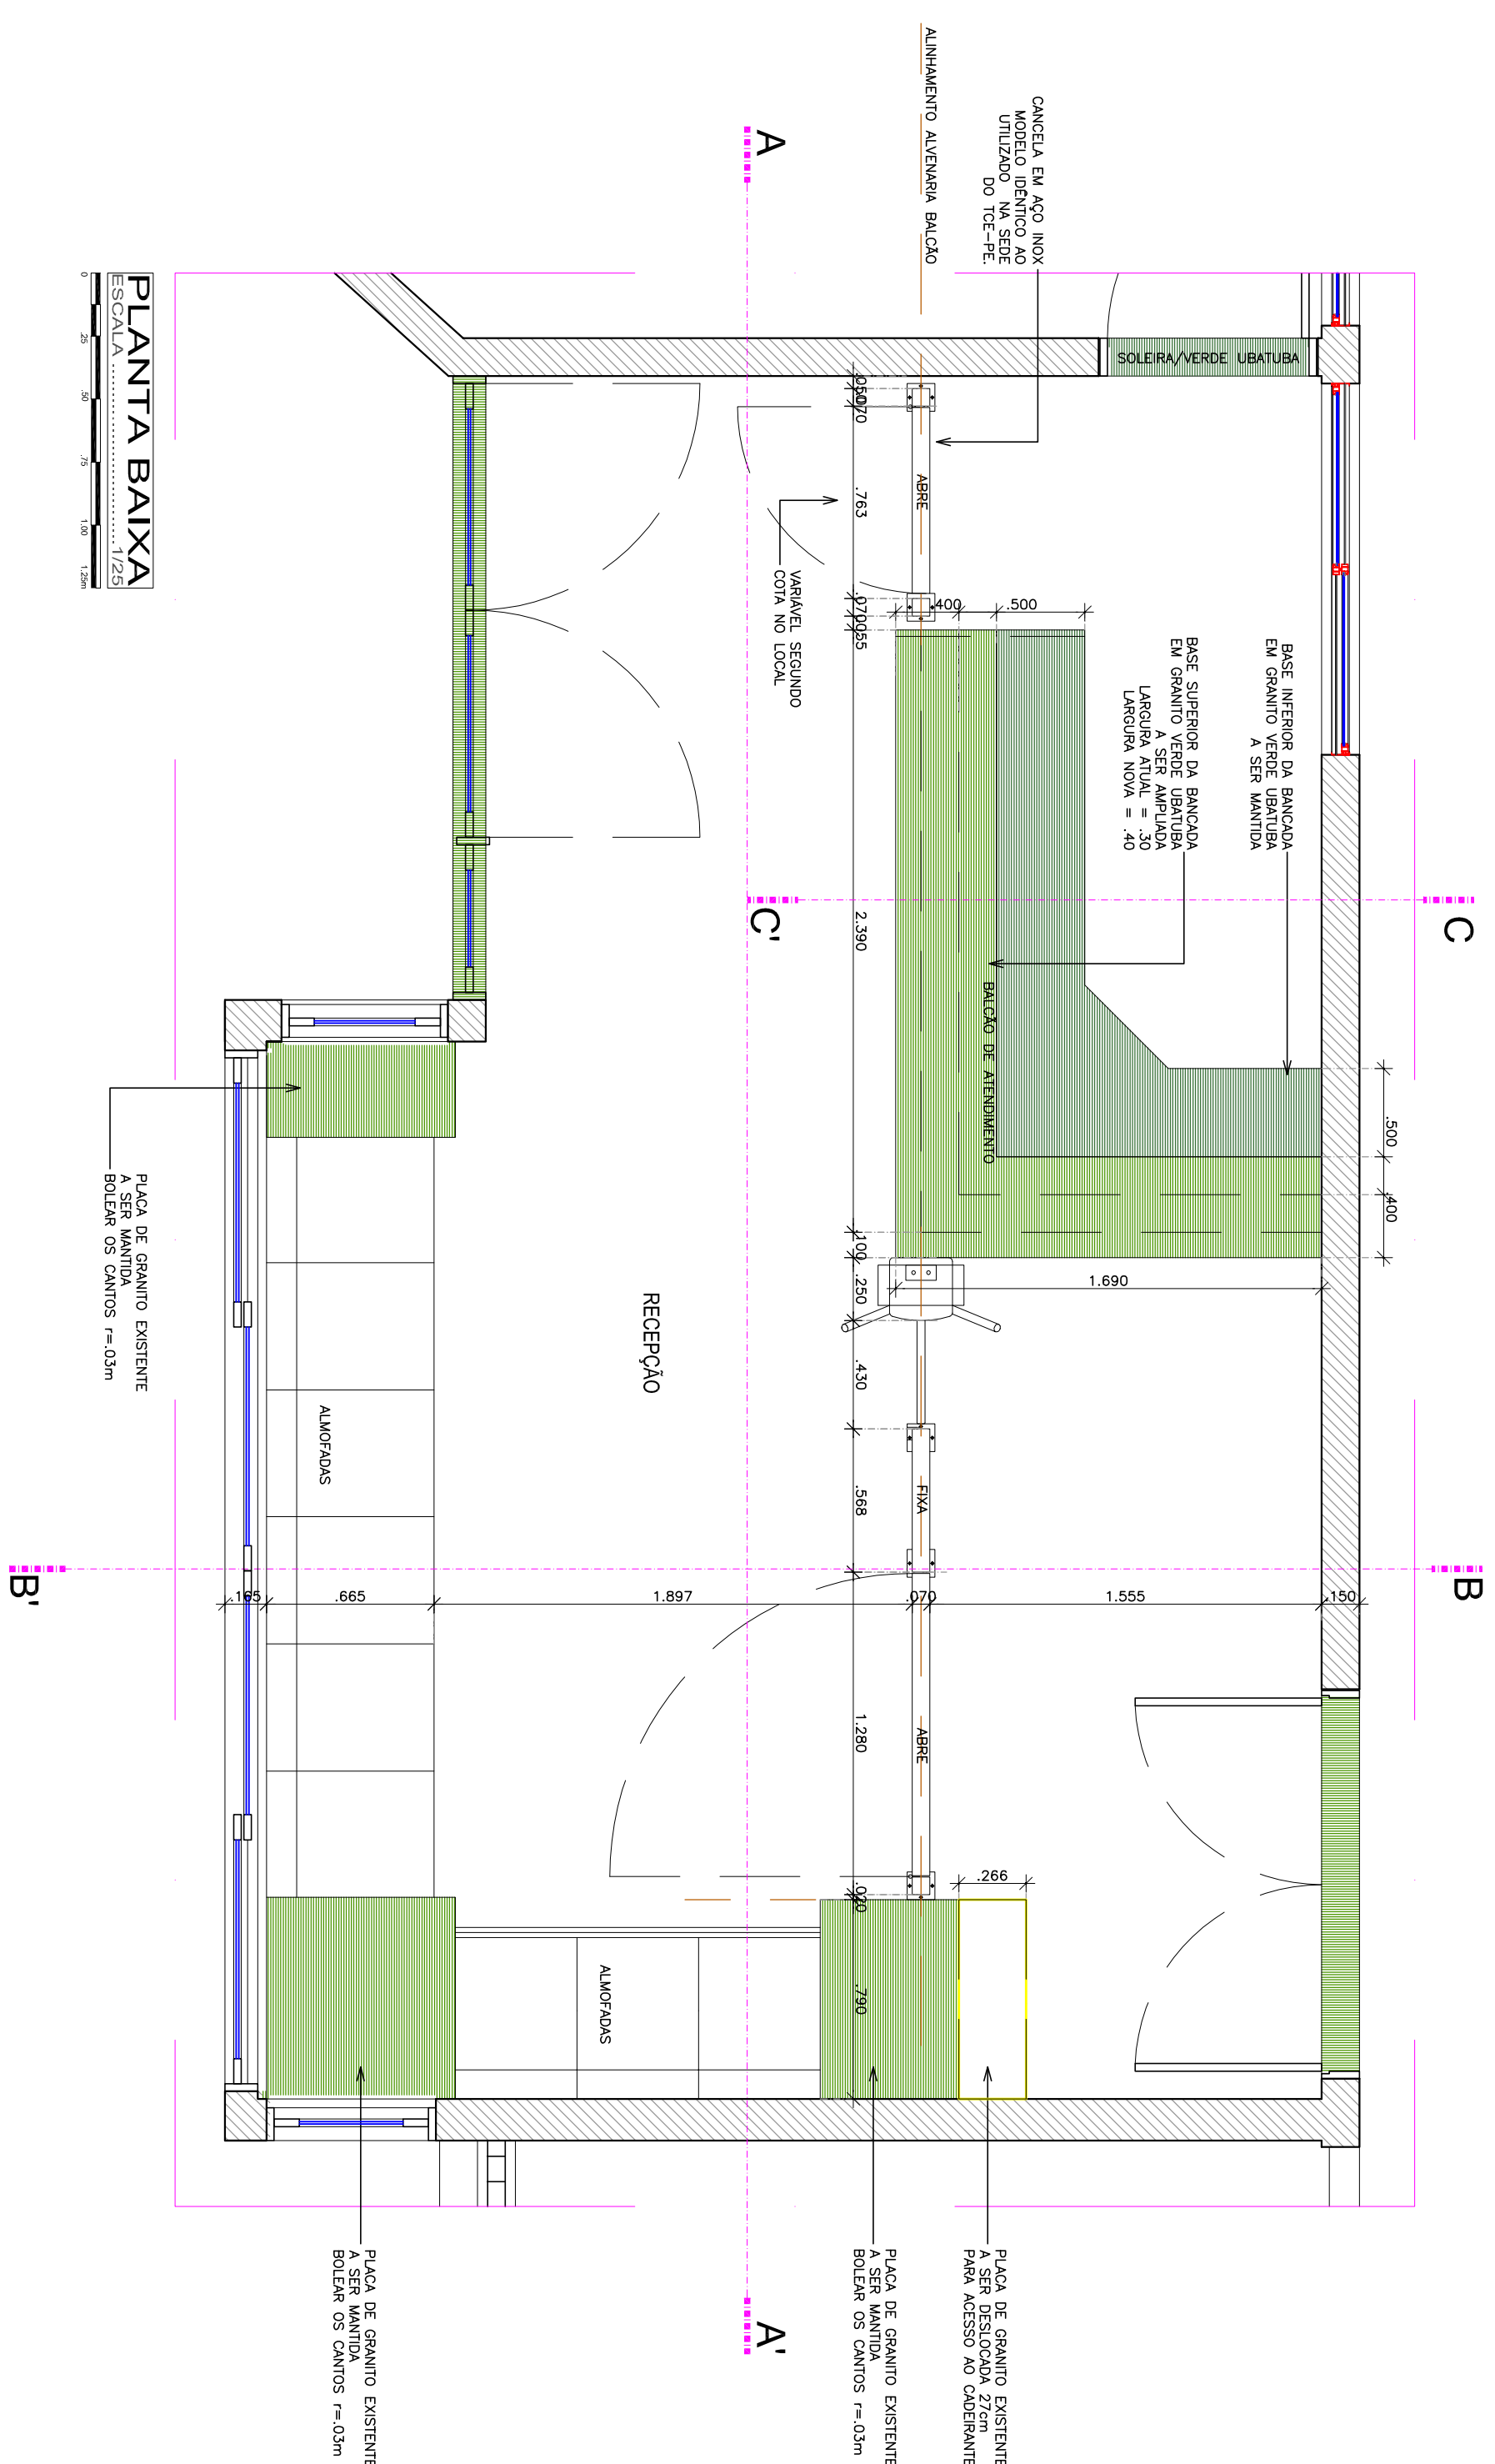 ALINHAMENTO ALVENARIA BALCÃO
CANCELA EM AÇO INOX
MODELO IDÊNTICO AO
UTILIZADO NA SEDE
DO TCE-PE.
A
PLANTA BAIXA
ESCALA ..................1/25
0 .25 .50 .75 1.00 1.25m
SOLEIRA/VERDE UBATUBA
.050
.070
.763
ABRE
VARIÁVEL SEGUNDO
COTA NO LOCAL
.070
.055
.400
.500
BASE INFERIOR DA BANCADA
EM GRANITO VERDE UBATUBA
A SER MANTIDA
BASE SUPERIOR DA BANCADA
EM GRANITO VERDE UBATUBA
A SER AMPLIADA
LARGURA ATUAL = .30
LARGURA NOVA = .40
C
C'
2.390
BALCÃO DE ATENDIMENTO
.500
.400
PLACA DE GRANITO EXISTENTE
A SER MANTIDA
BOLEAR OS CANTOS r=.03m
.100
.250
1.690
RECEPÇÃO
.430
ALMOFADAS
.568
FIXA
B
B'
.165
.665
1.897
.070
1.555
.150
1.280
ABRE
.266
.020
.790
ALMOFADAS
PLACA DE GRANITO EXISTENTE
A SER DESLOCADA 27cm
PARA ACESSO AO CADEIRANTE
PLACA DE GRANITO EXISTENTE
A SER MANTIDA
BOLEAR OS CANTOS r=.03m
PLACA DE GRANITO EXISTENTE
A SER MANTIDA
BOLEAR OS CANTOS r=.03m
A'